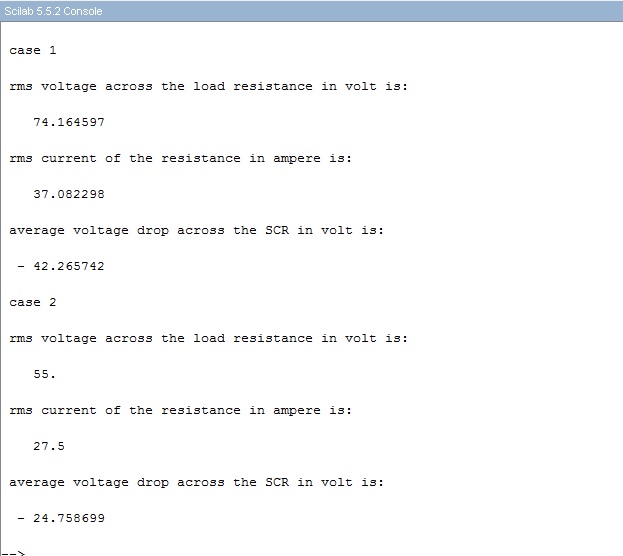 Scilab 5.5.2 Console
case 1
rms voltage across the load resistance in volt is:
74.164597
rms current of the resistance in ampere is:
37.082298
average voltage drop across the SCR in volt is:
- 42.265742
case 2
rms voltage across the load resistance in volt is:
55.
rms current of the resistance in ampere is:
27.5
average voltage drop across the SCR in volt is:
- 24.758699
-->